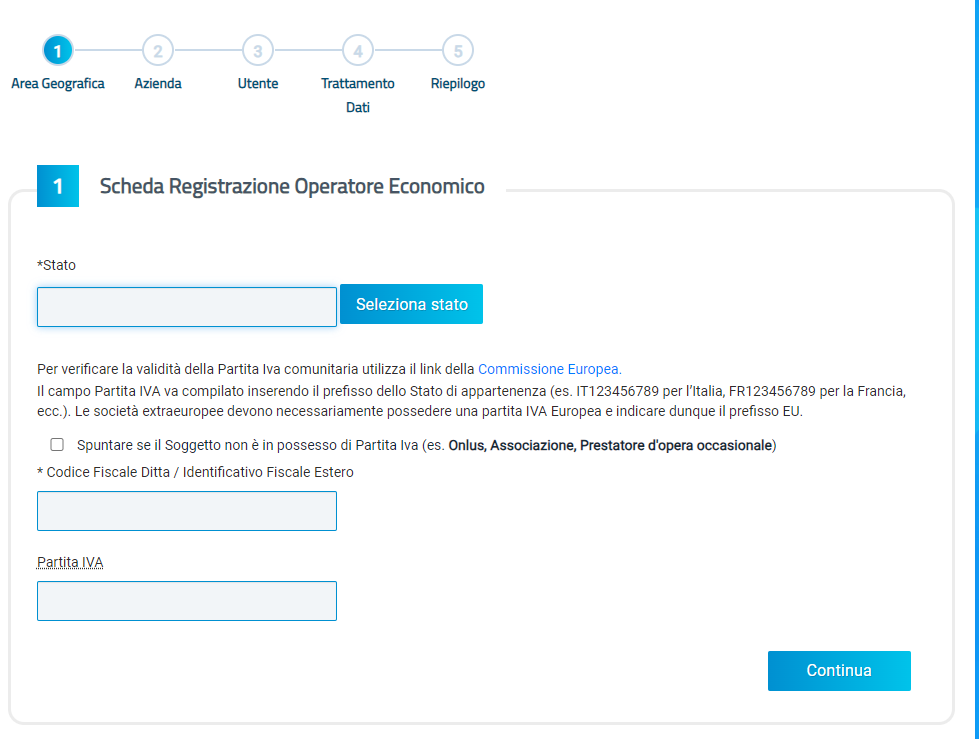 1 2 3 4 5
Area Geografica Azienda Utente Trattamento Dati Riepilogo
1 Scheda Registrazione Operatore Economico
*Stato
Seleziona stato
Per verificare la validità della Partita Iva comunitaria utilizza il link della Commissione Europea.
Il campo Partita IVA va compilato inserendo il prefisso dello Stato di appartenenza (es. IT123456789 per l'Italia, FR123456789 per la Francia,
ecc.). Le società extraeuropee devono necessariamente possedere una partita IVA Europea e indicare dunque il prefisso EU.
Spuntare se il Soggetto non è in possesso di Partita Iva (es. Onlus, Associazione, Prestatore d'opera occasionale)
* Codice Fiscale Ditta / Identificativo Fiscale Estero
Partita IVA
Continua